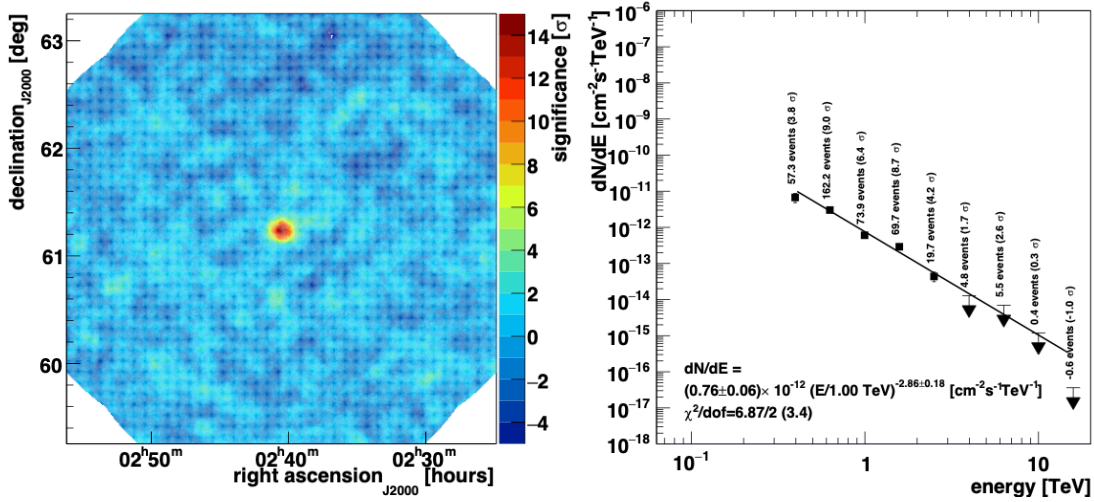 declination_J2000 [deg]
63
62
61
60
02ʰ50ᵐ
02ʰ40ᵐ
02ʰ30ᵐ
right ascension_J2000 [hours]
14
12
10
8
6
4
2
0
−2
−4
significance [σ]
dN/dE [cm⁻²s⁻¹TeV⁻¹]
10⁻⁶
10⁻⁷
10⁻⁸
10⁻⁹
10⁻¹⁰
10⁻¹¹
10⁻¹²
10⁻¹³
10⁻¹⁴
10⁻¹⁵
10⁻¹⁶
10⁻¹⁷
10⁻¹⁸
57.3 events (3.8 σ)
162.2 events (9.0 σ)
73.9 events (6.4 σ)
69.7 events (8.7 σ)
19.7 events (4.2 σ)
4.8 events (1.7 σ)
5.5 events (2.6 σ)
0.4 events (0.3 σ)
-0.6 events (-1.0 σ)
dN/dE =
(0.76±0.06)× 10⁻¹² (E/1.00 TeV)⁻²·⁸⁶±⁰·¹⁸ [cm⁻²s⁻¹TeV⁻¹]
χ²/dof=6.87/2 (3.4)
10⁻¹
1
10
energy [TeV]